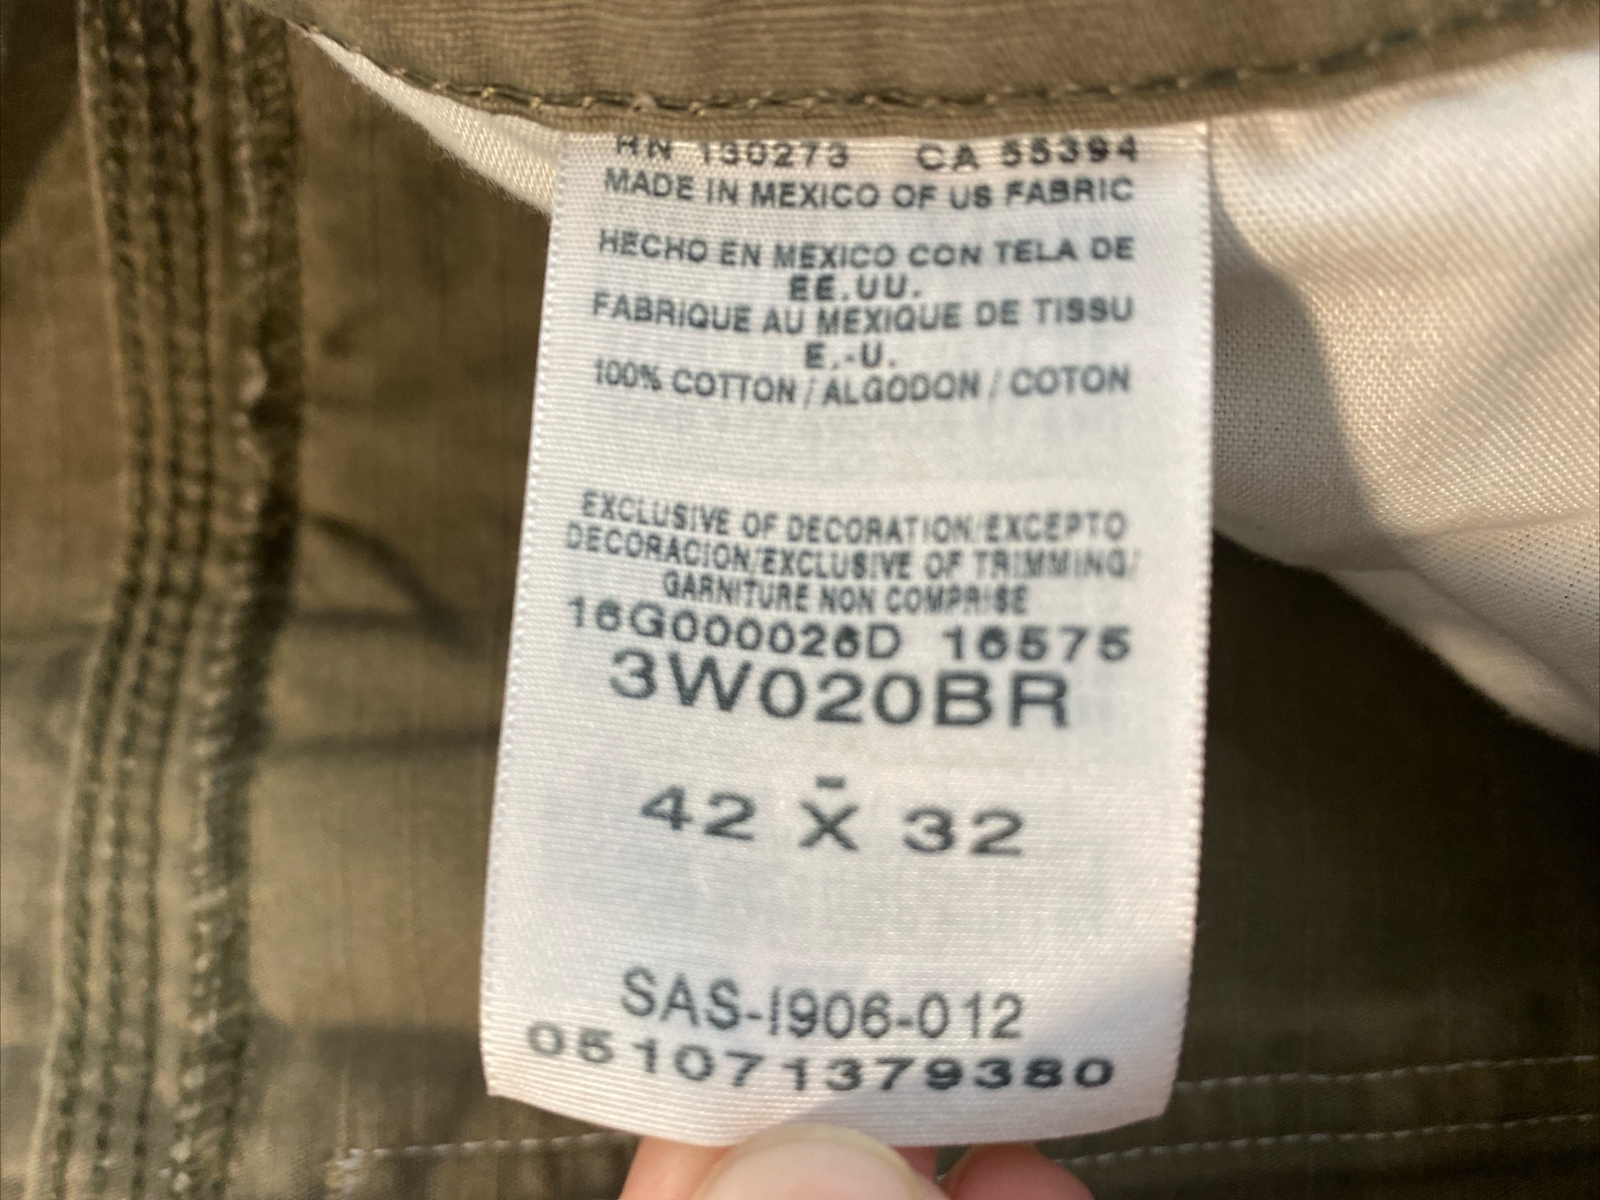 RN 130273 CA 55394
MADE IN MEXICO OF US FABRIC
HECHO EN MEXICO CON TELA DE
EE.UU.
FABRIQUE AU MEXIQUE DE TISSU
E.-U.
100% COTTON / ALGODON / COTON
EXCLUSIVE OF DECORATION/EXCEPTO
DECORACION/EXCLUSIVE OF TRIMMING/
GARNITURE NON COMPRISE
16G000026D 16575
3W020BR
42 X 32
SAS-I906-012
051071379380